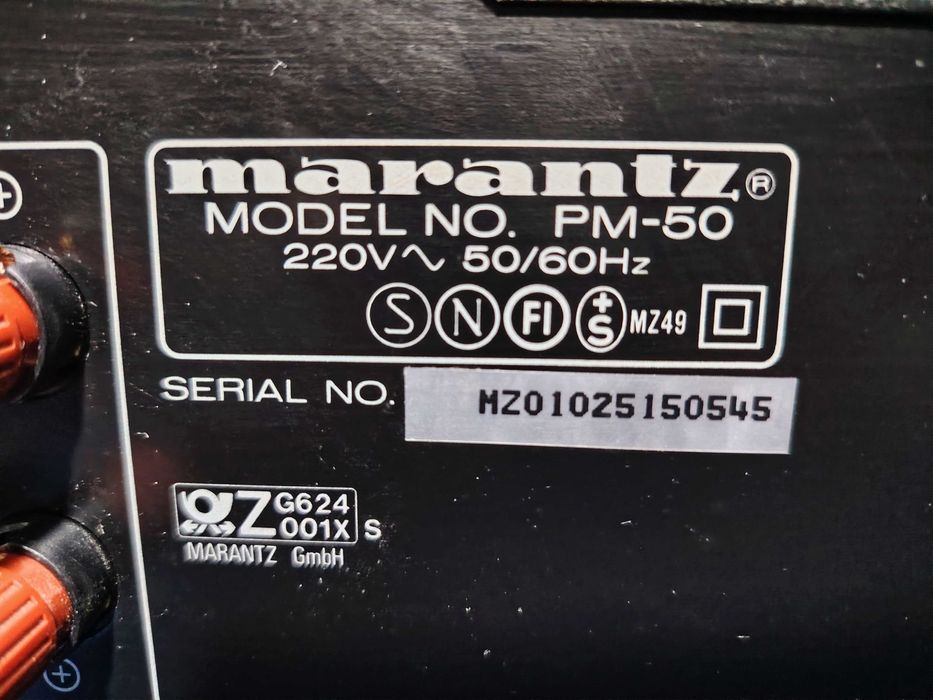 marantz®
MODEL NO. PM-50
220V~ 50/60Hz
S N FI +S MZ49
SERIAL NO. MZ01025150545
Z G624
001X S
MARANTZ GmbH